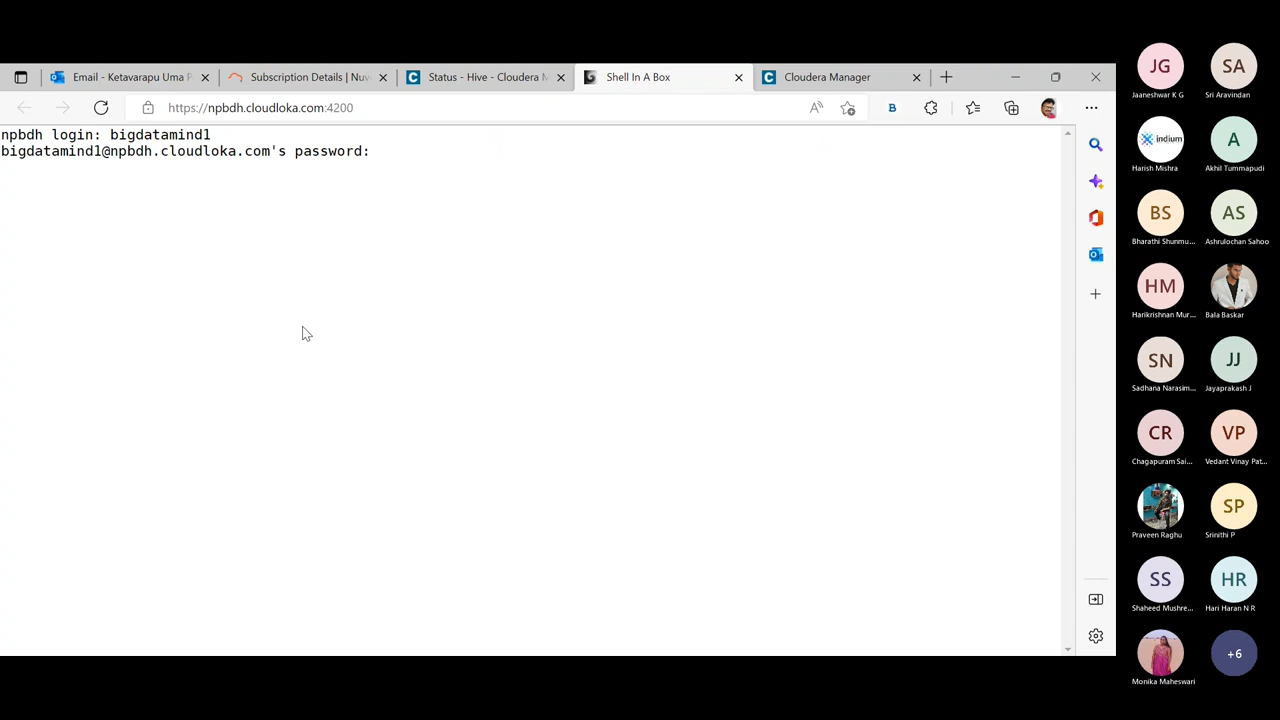 Email - Ketavarapu Uma P
Subscription Details | Nuv
Status - Hive - Cloudera M
Shell In A Box
Cloudera Manager
https://npbdh.cloudloka.com:4200
npbdh login: bigdatamind1
bigdatamind1@npbdh.cloudloka.com's password:
JG
SA
Jaaneshwar K G
Sri Aravindan
indium
A
Harish Mishra
Akhil Tummapudi
BS
AS
Bharathi Shunmu...
Ashrulochan Sahoo
HM
Harikrishnan Mur...
Bala Baskar
SN
JJ
Sadhana Narasim...
Jayaprakash J
CR
VP
Chagapuram Sai...
Vedant Vinay Pat...
SP
Praveen Raghu
Srinithi P
SS
HR
Shaheed Mushre...
Hari Haran N R
+6
Monika Maheswari